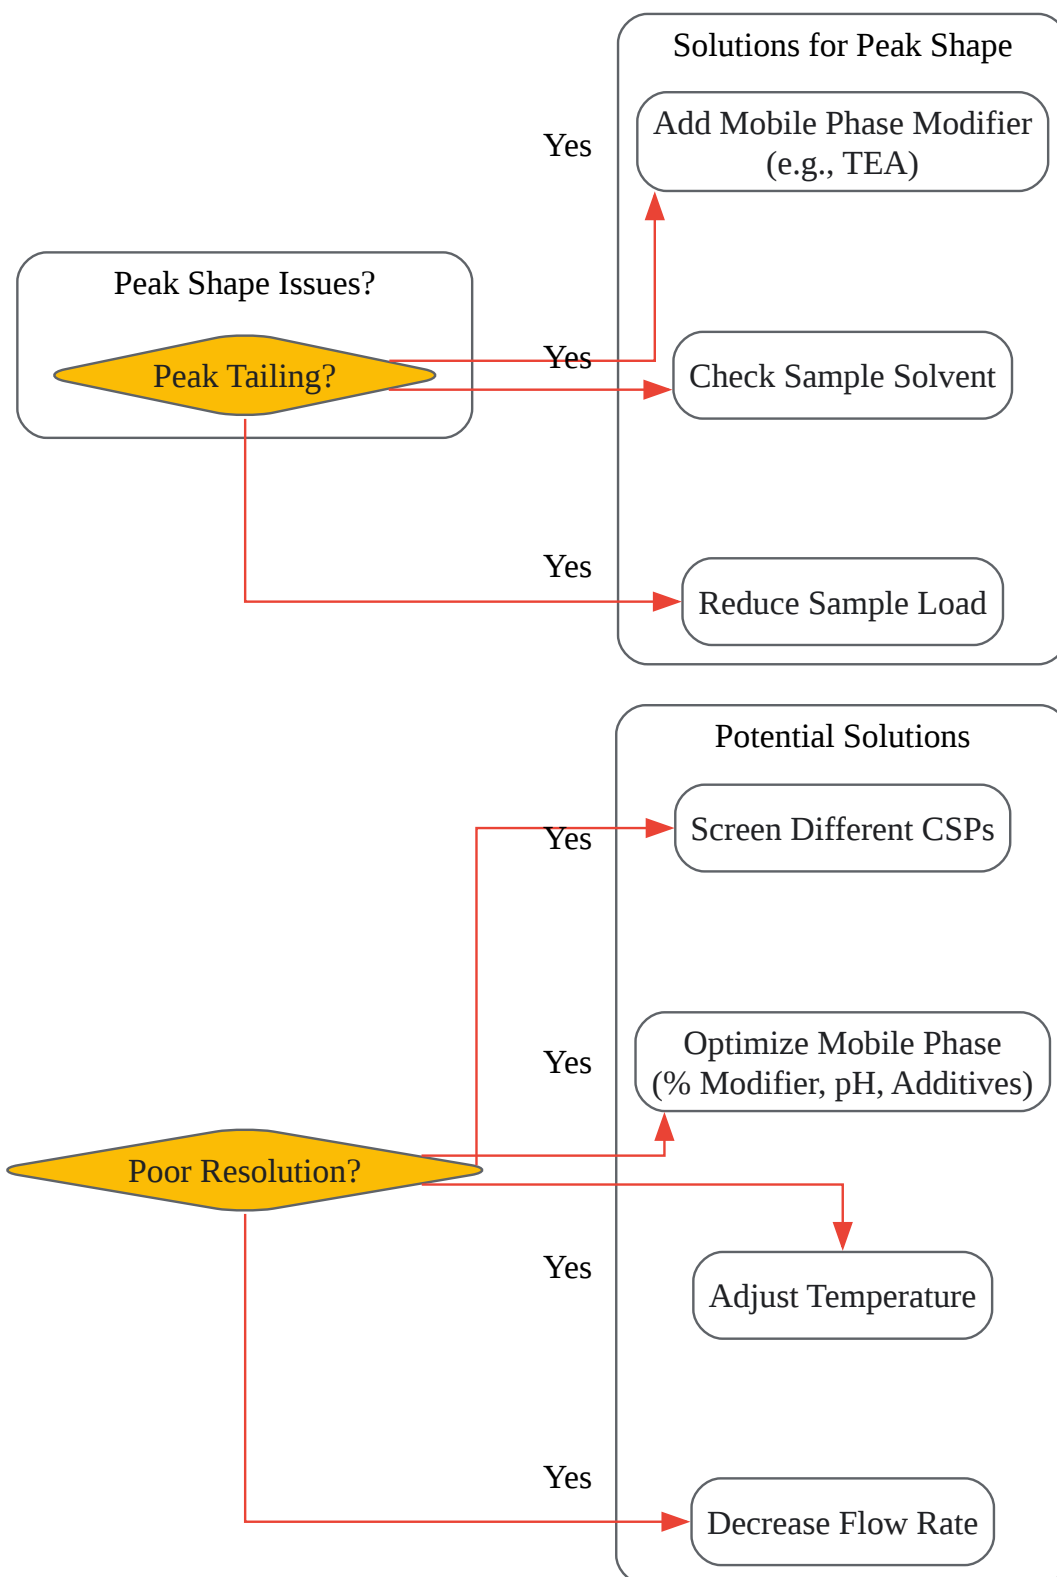 Solutions for Peak Shape
Add Mobile Phase Modifier
(e.g., TEA)
Yes
Peak Shape Issues?
Peak Tailing?
Yes
Check Sample Solvent
Yes
Reduce Sample Load
Potential Solutions
Yes
Screen Different CSPs
Yes
Optimize Mobile Phase
(% Modifier, pH, Additives)
Poor Resolution?
Yes
Adjust Temperature
Yes
Decrease Flow Rate